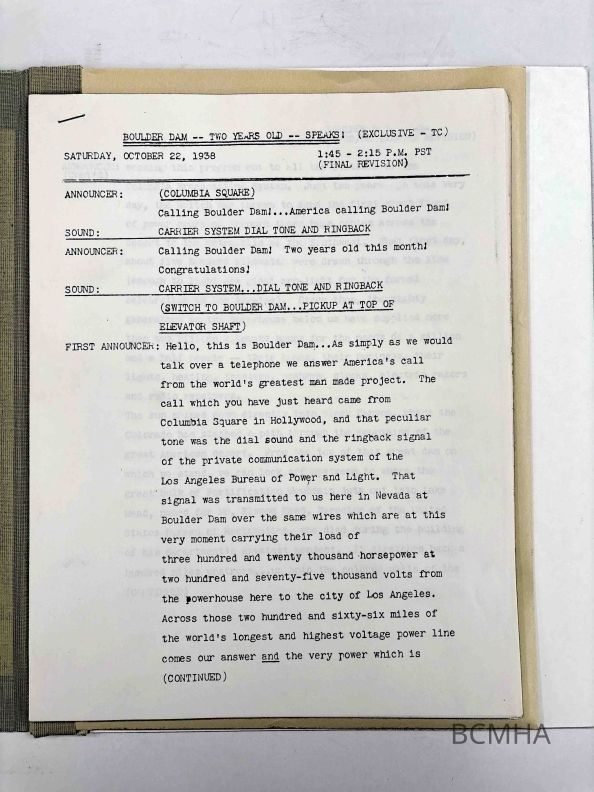 BOULDER DAM -- TWO YEARS OLD -- SPEAKS! (EXCLUSIVE - TC)
SATURDAY, OCTOBER 22, 1938 1:45 - 2:15 P.M. PST
(FINAL REVISION)
ANNOUNCER: (COLUMBIA SQUARE)
Calling Boulder Dam!...America calling Boulder Dam!
SOUND: CARRIER SYSTEM DIAL TONE AND RINGBACK
ANNOUNCER: Calling Boulder Dam! Two years old this month!
Congratulations!
SOUND: CARRIER SYSTEM...DIAL TONE AND RINGBACK
(SWITCH TO BOULDER DAM...PICKUP AT TOP OF
ELEVATOR SHAFT)
FIRST ANNOUNCER: Hello, this is Boulder Dam...As simply as we would
talk over a telephone we answer America's call
from the world's greatest man made project. The
call which you have just heard came from
Columbia Square in Hollywood, and that peculiar
tone was the dial sound and the ringback signal
of the private communication system of the
Los Angeles Bureau of Power and Light. That
signal was transmitted to us here in Nevada at
Boulder Dam over the same wires which are at this
very moment carrying their load of
three hundred and twenty thousand horsepower at
two hundred and seventy-five thousand volts from
the powerhouse here to the city of Los Angeles.
Across those two hundred and sixty-six miles of
the world's longest and highest voltage power line
comes our answer and the very power which is
(CONTINUED)
BCMHA